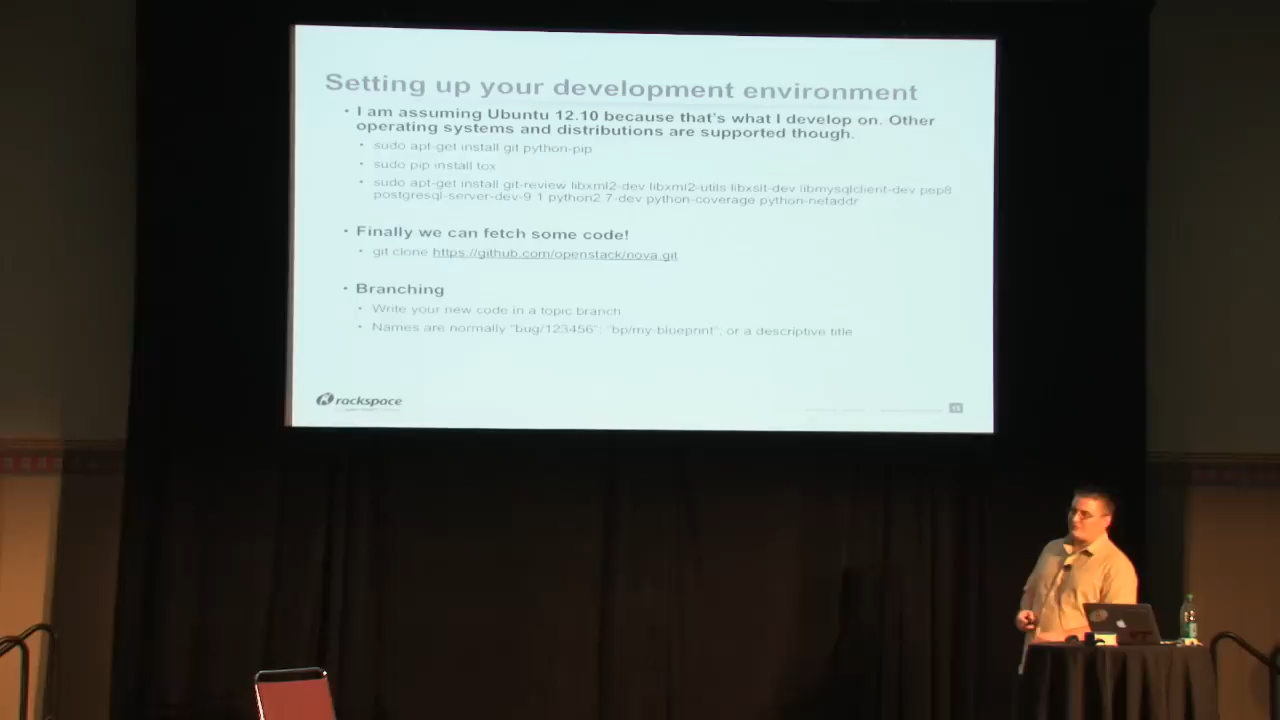 Setting up your development environment
• I am assuming Ubuntu 12.10 because that's what I develop on. Other
operating systems and distributions are supported though.
• sudo apt-get install git python-pip
• sudo pip install tox
• sudo apt-get install git-review libxml2-dev libxml2-utils libxslt-dev libmysqlclient-dev pep8
postgresql-server-dev-9.1 python2.7-dev python-coverage python-netaddr
• Finally we can fetch some code!
• git clone https://github.com/openstack/nova.git
• Branching
• Write your new code in a topic branch
• Names are normally "bug/123456", "bp/my-blueprint", or a descriptive title
rackspace